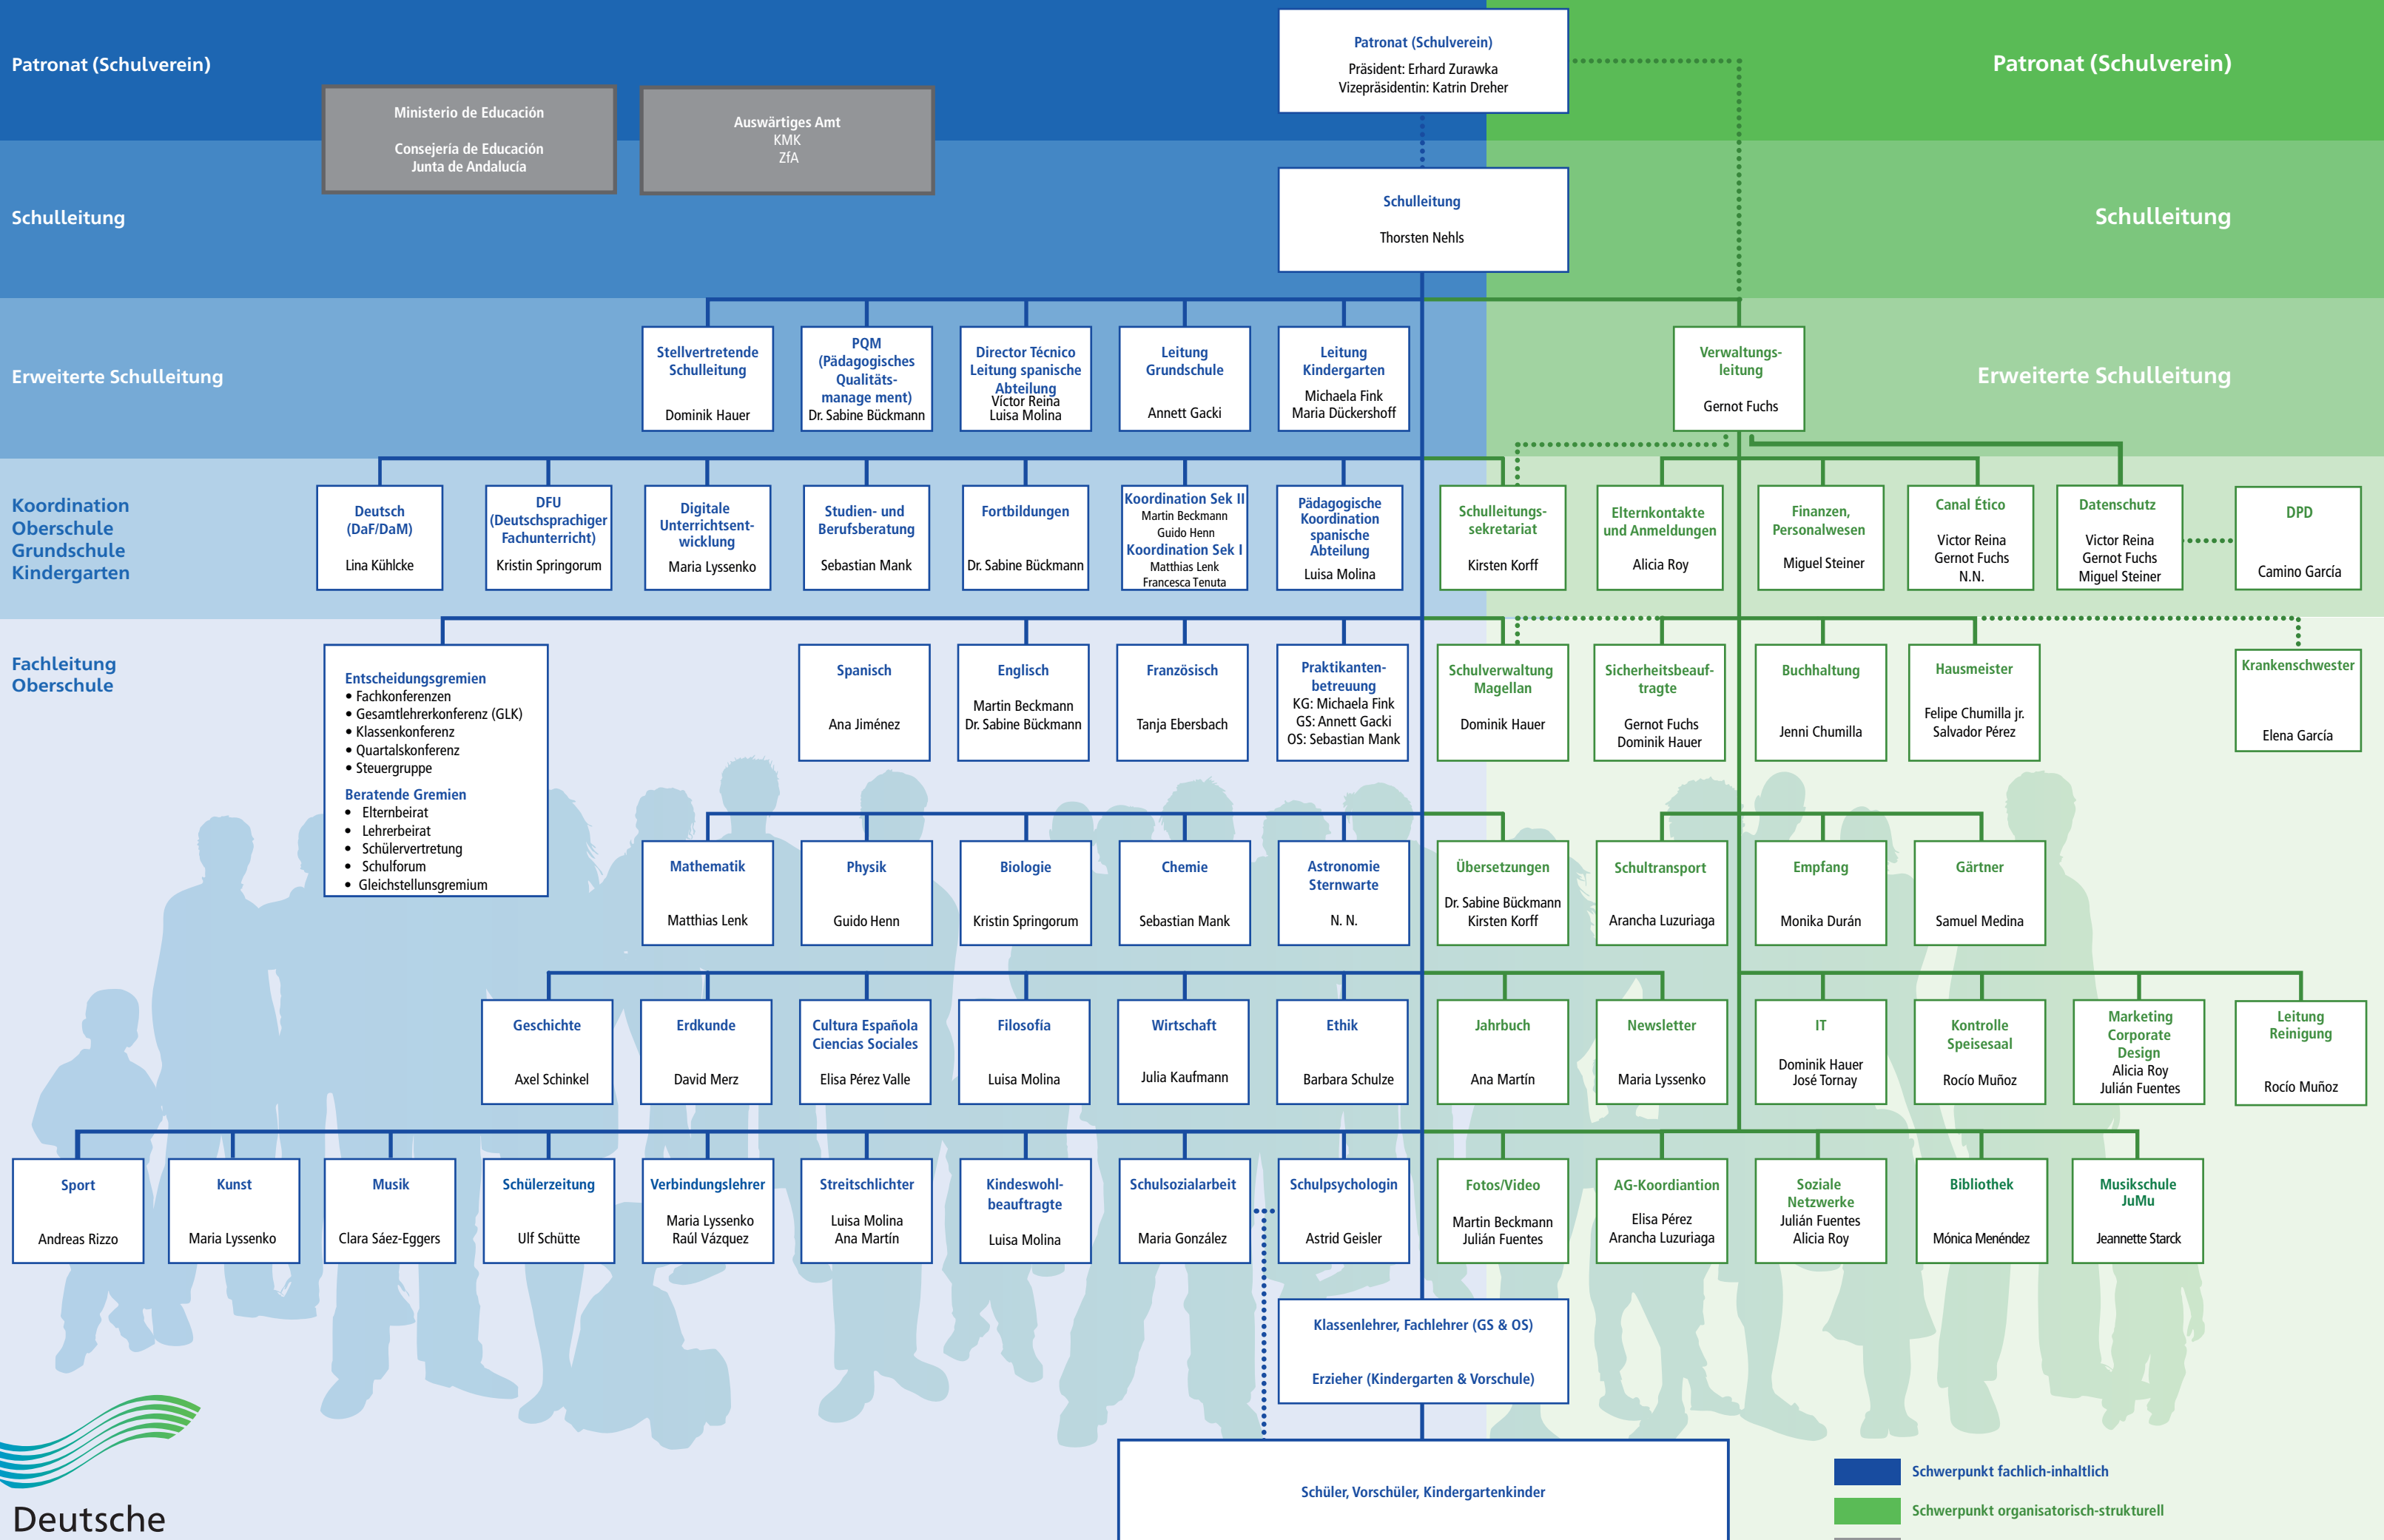 Patronat (Schulverein)
Patronat (Schulverein)
Präsident: Erhard Zurawka
Vizepräsidentin: Katrin Dreher
Patronat (Schulverein)
Ministerio de Educación
Consejería de Educación
Junta de Andalucía
Auswärtiges Amt
KMK
ZfA
Schulleitung
Schulleitung
Thorsten Nehls
Schulleitung
Erweiterte Schulleitung
Stellvertretende
Schulleitung
Dominik Hauer
PQM
(Pädagogisches
Qualitäts-
manage ment)
Dr. Sabine Bückmann
Director Técnico
Leitung spanische
Abteilung
Víctor Reina
Luisa Molina
Leitung
Grundschule
Annett Gacki
Leitung
Kindergarten
Michaela Fink
Maria Dückershoff
Verwaltungs-
leitung
Gernot Fuchs
Erweiterte Schulleitung
Koordination
Oberschule
Grundschule
Kindergarten
Deutsch
(DaF/DaM)
Lina Kühlcke
DFU
(Deutschsprachiger
Fachunterricht)
Kristin Springorum
Digitale
Unterrichtsent-
wicklung
Maria Lyssenko
Studien- und
Berufsberatung
Sebastian Mank
Fortbildungen
Dr. Sabine Bückmann
Koordination Sek II
Martin Beckmann
Guido Henn
Koordination Sek I
Matthias Lenk
Francesca Tenuta
Pädagogische
Koordination
spanische
Abteilung
Luisa Molina
Schulleitungs-
sekretariat
Kirsten Korff
Elternkontakte
und Anmeldungen
Alicia Roy
Finanzen,
Personalwesen
Miguel Steiner
Canal Ético
Victor Reina
Gernot Fuchs
N.N.
Datenschutz
Victor Reina
Gernot Fuchs
Miguel Steiner
DPD
Camino García
Fachleitung
Oberschule
Entscheidungsgremien
• Fachkonferenzen
• Gesamtlehrerkonferenz (GLK)
• Klassenkonferenz
• Quartalskonferenz
• Steuergruppe
Beratende Gremien
• Elternbeirat
• Lehrerbeirat
• Schülervertretung
• Schulforum
• Gleichstellunsgremium
Spanisch
Ana Jiménez
Englisch
Martin Beckmann
Dr. Sabine Bückmann
Französisch
Tanja Ebersbach
Praktikanten-
betreuung
KG: Michaela Fink
GS: Annett Gacki
OS: Sebastian Mank
Schulverwaltung
Magellan
Dominik Hauer
Sicherheitsbeauf-
tragte
Gernot Fuchs
Dominik Hauer
Buchhaltung
Jenni Chumilla
Hausmeister
Felipe Chumilla jr.
Salvador Pérez
Krankenschwester
Elena García
Mathematik
Matthias Lenk
Physik
Guido Henn
Biologie
Kristin Springorum
Chemie
Sebastian Mank
Astronomie
Sternwarte
N. N.
Übersetzungen
Dr. Sabine Bückmann
Kirsten Korff
Schultransport
Arancha Luzuriaga
Empfang
Monika Durán
Gärtner
Samuel Medina
Geschichte
Axel Schinkel
Erdkunde
David Merz
Cultura Española
Ciencias Sociales
Elisa Pérez Valle
Filosofía
Luisa Molina
Wirtschaft
Julia Kaufmann
Ethik
Barbara Schulze
Jahrbuch
Ana Martín
Newsletter
Maria Lyssenko
IT
Dominik Hauer
José Tornay
Kontrolle
Speisesaal
Rocío Muñoz
Marketing
Corporate
Design
Alicia Roy
Julián Fuentes
Leitung
Reinigung
Rocío Muñoz
Sport
Andreas Rizzo
Kunst
Maria Lyssenko
Musik
Clara Sáez-Eggers
Schülerzeitung
Ulf Schütte
Verbindungslehrer
Maria Lyssenko
Raúl Vázquez
Streitschlichter
Luisa Molina
Ana Martín
Kindeswohl-
beauftragte
Luisa Molina
Schulsozialarbeit
Maria González
Schulpsychologin
Astrid Geisler
Fotos/Video
Martin Beckmann
Julián Fuentes
AG-Koordiantion
Elisa Pérez
Arancha Luzuriaga
Soziale
Netzwerke
Julián Fuentes
Alicia Roy
Bibliothek
Mónica Menéndez
Musikschule
JuMu
Jeannette Starck
Klassenlehrer, Fachlehrer (GS & OS)
Erzieher (Kindergarten & Vorschule)
Schüler, Vorschüler, Kindergartenkinder
Schwerpunkt fachlich-inhaltlich
Schwerpunkt organisatorisch-strukturell
Deutsche